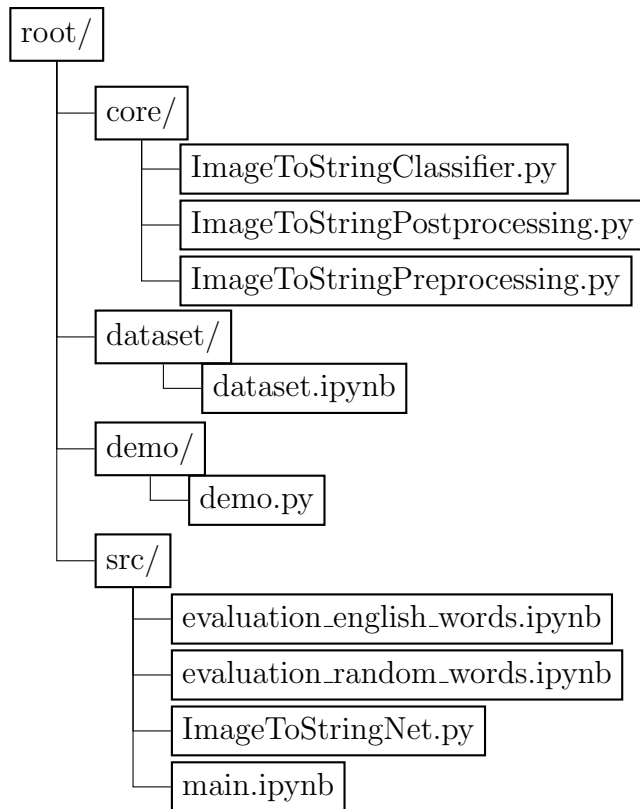 root/
core/
ImageToStringClassifier.py
ImageToStringPostprocessing.py
ImageToStringPreprocessing.py
dataset/
dataset.ipynb
demo/
demo.py
src/
evaluation_english_words.ipynb
evaluation_random_words.ipynb
ImageToStringNet.py
main.ipynb